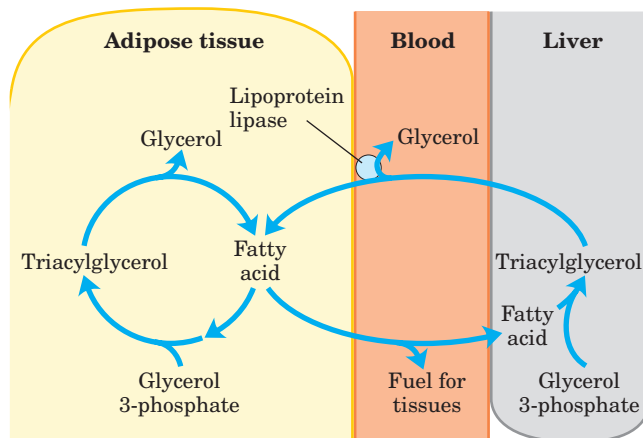 Adipose tissue
Blood
Liver
Lipoprotein
lipase
Glycerol
Glycerol
Triacylglycerol
Fatty
acid
Triacylglycerol
Fatty
acid
Glycerol
3-phosphate
Fuel for
tissues
Glycerol
3-phosphate